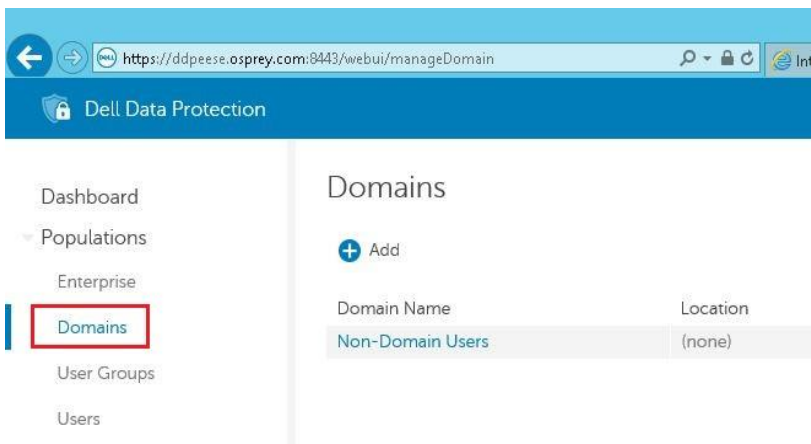 https://ddpeese.osprey.com:8443/webui/manageDomain
Int
Dell Data Protection
Dashboard
Populations
Enterprise
Domains
User Groups
Users
Domains
Add
Domain Name Location
Non-Domain Users (none)